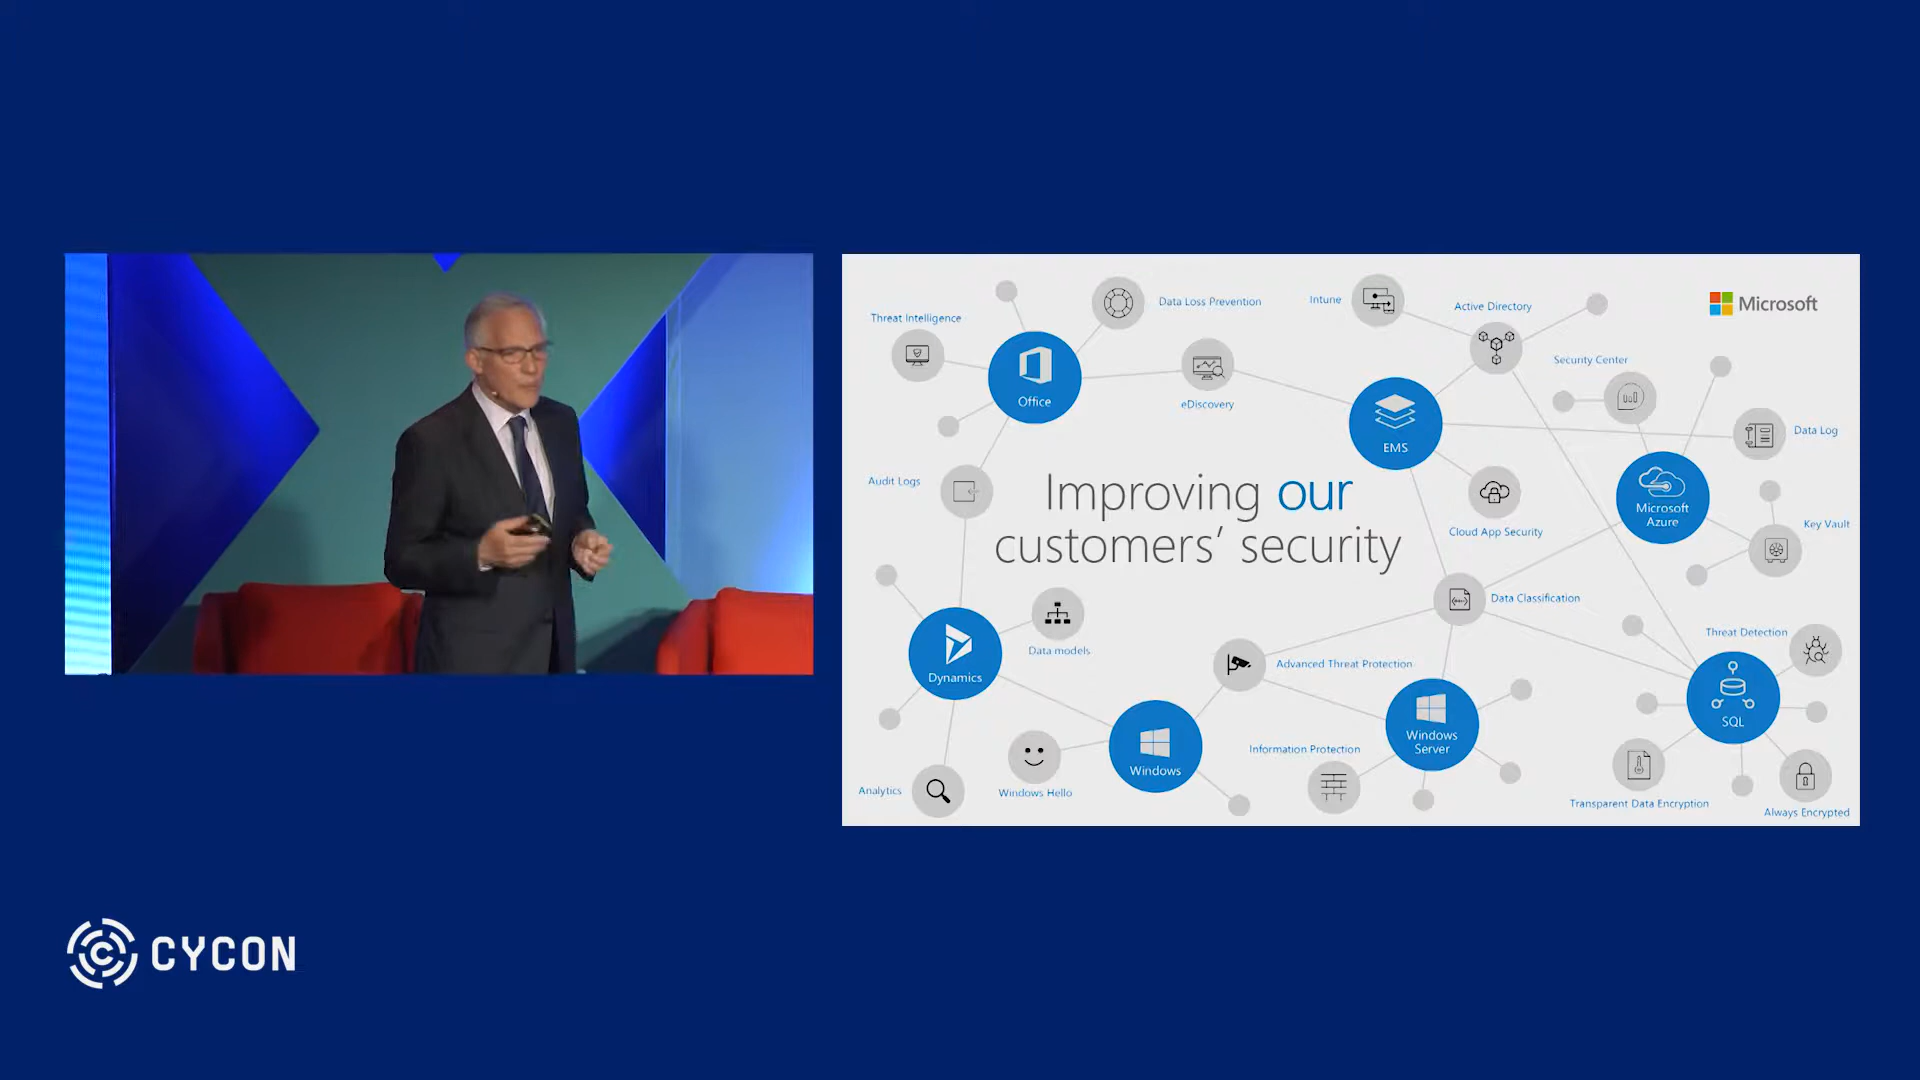 Microsoft
Threat Intelligence
Data Loss Prevention
Intune
Active Directory
Security Center
Office
eDiscovery
EMS
Data Log
Audit Logs
Improving our
customers' security
Cloud App Security
Microsoft
Azure
Key Vault
Data Classification
Data models
Dynamics
Advanced Threat Protection
Threat Detection
SQL
Windows
Server
Information Protection
Windows
Windows Hello
Analytics
Transparent Data Encryption
Always Encrypted
CYCON